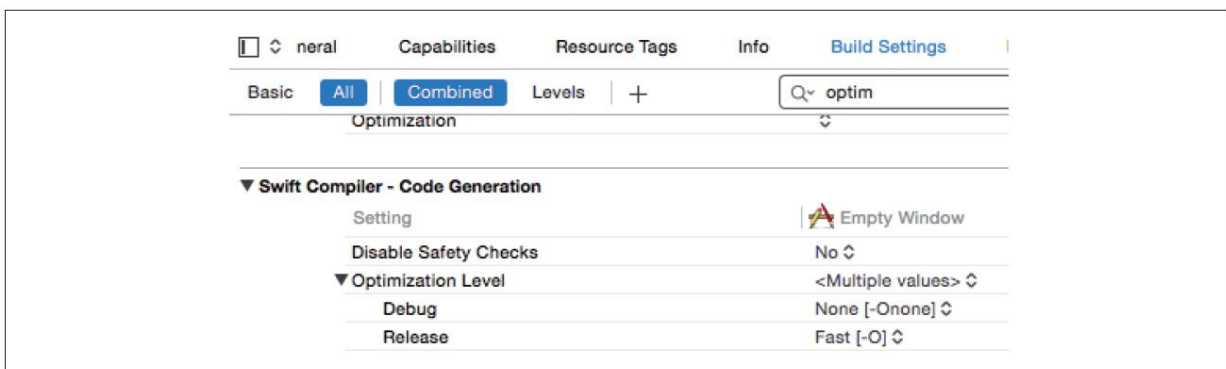 neral Capabilities Resource Tags Info Build Settings
Basic All Combined Levels +
optim
Optimization
Swift Compiler - Code Generation
Setting Empty Window
Disable Safety Checks No
Optimization Level <Multiple values>
Debug None [-Onone]
Release Fast [-O]